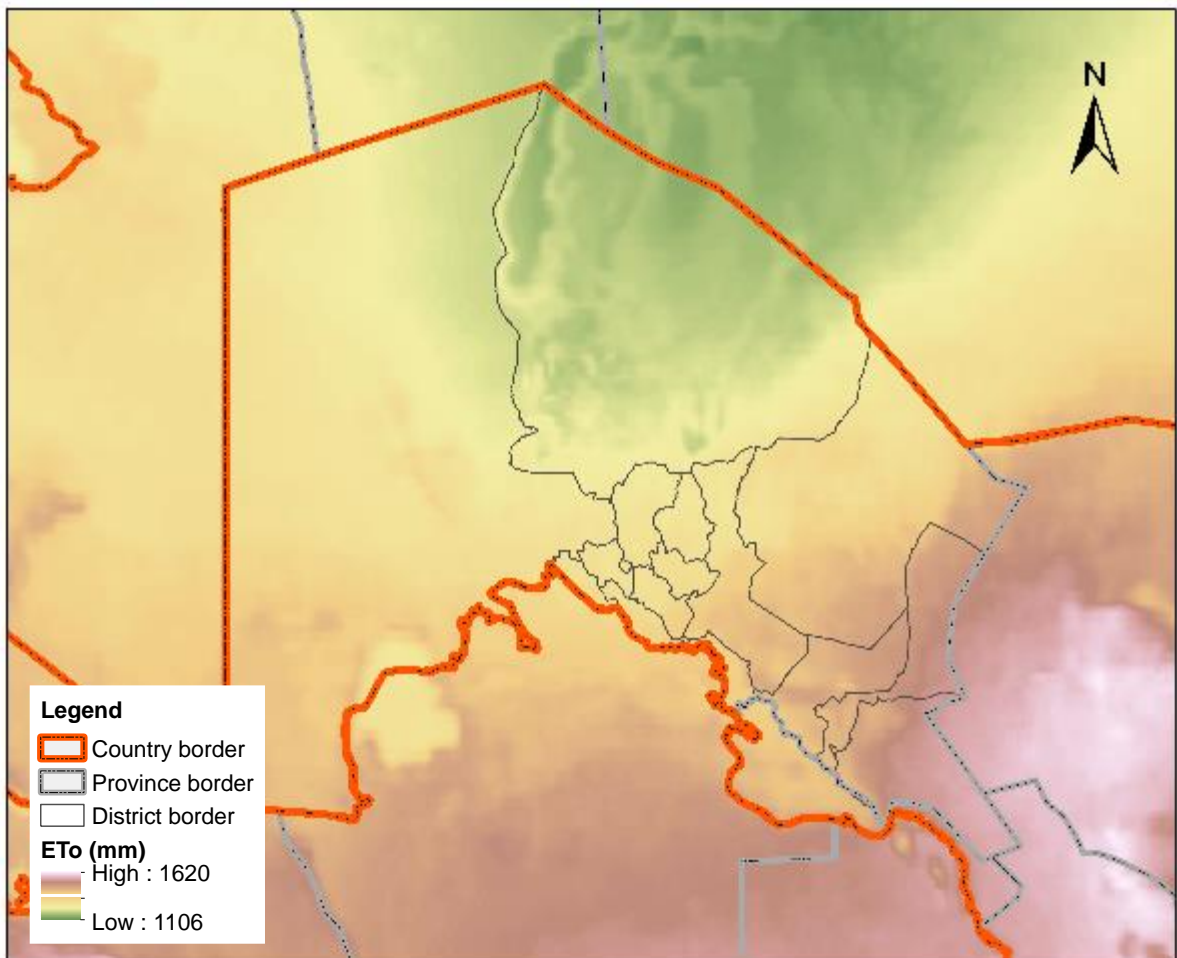 N
Legend
Country border
Province border
District border
ETo (mm)
High : 1620
Low : 1106